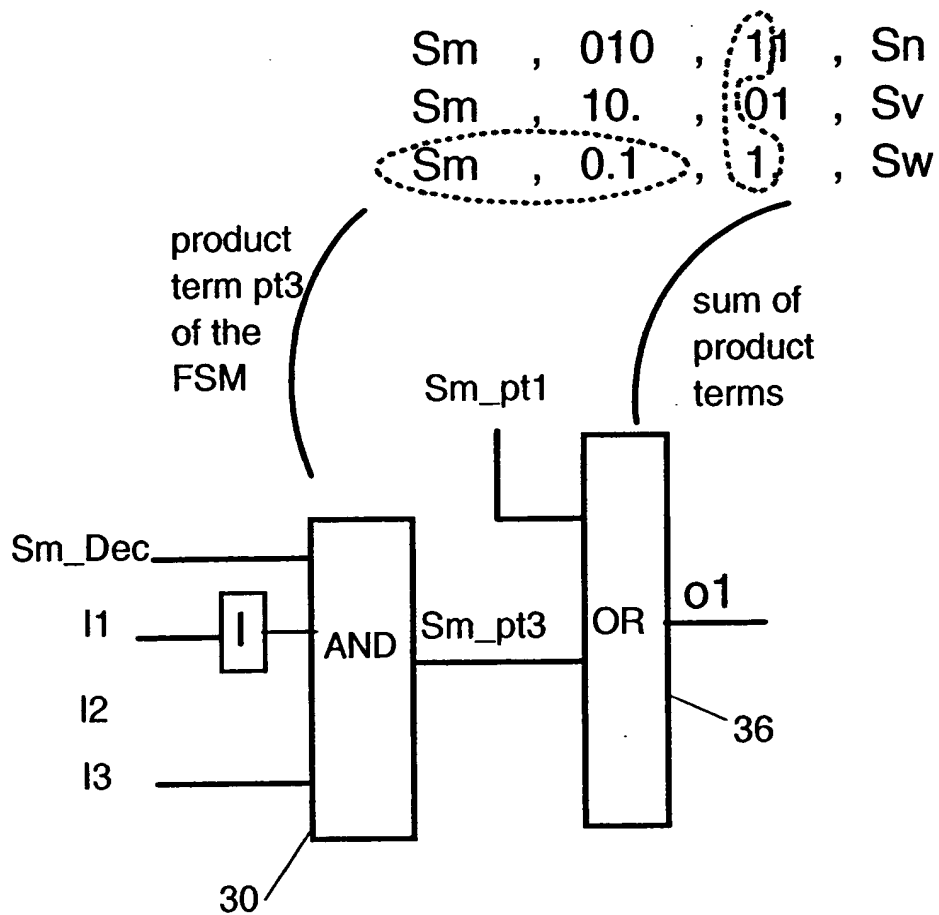 Sm , 010 , 11 , Sn
Sm , 10. , 01 , Sv
Sm , 0.1 , 1. , Sw
product
term pt3
of the
FSM
sum of
product
terms
Sm_pt1
Sm_Dec
I1
I
I2
I3
AND
Sm_pt3
OR
o1
36
30